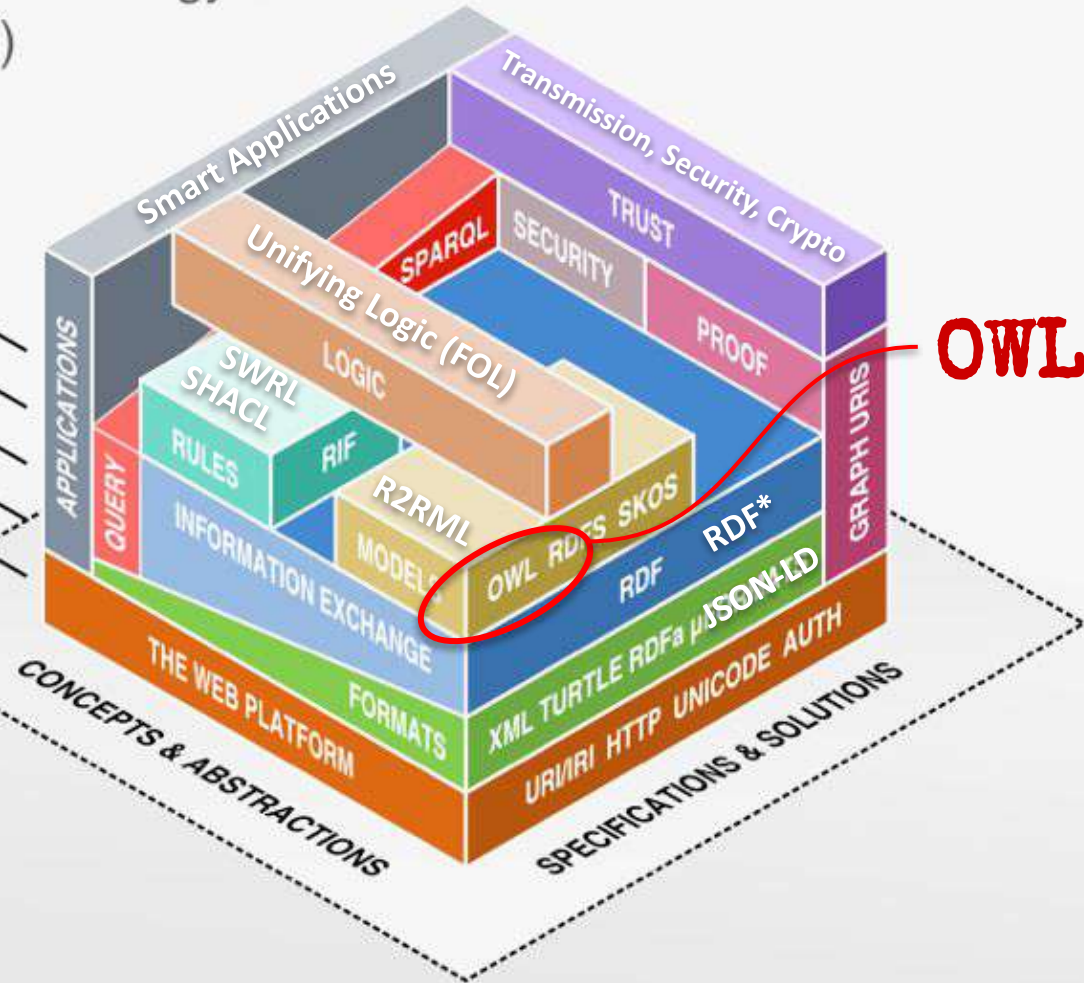 )
Smart Applications
Transmission, Security, Crypto
TRUST
SPARQL
SECURITY
PROOF
Unifying Logic (FOL)
LOGIC
OWL
APPLICATIONS
SWRL
SHACL
RULES
RIF
GRAPH URIS
QUERY
INFORMATION EXCHANGE
R2RML
MODELS
OWL RDFS SKOS
RDF*
RDF
JSON-LD
FORMATS
XML TURTLE RDFa
THE WEB PLATFORM
URI/IRI HTTP UNICODE AUTH
CONCEPTS & ABSTRACTIONS
SPECIFICATIONS & SOLUTIONS